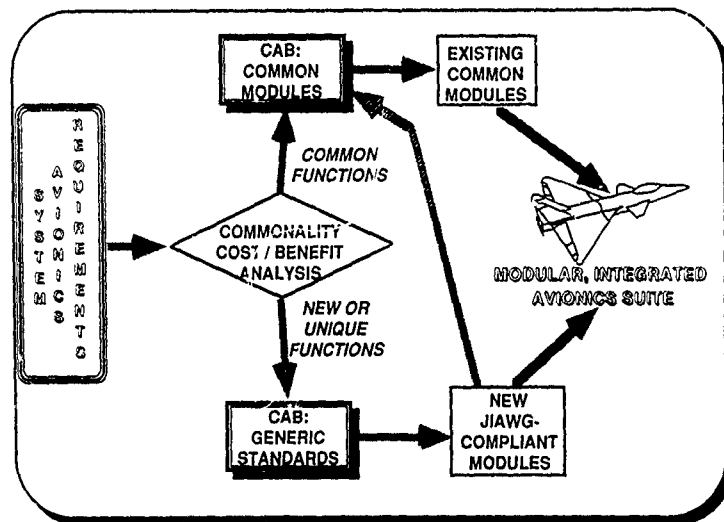 SYSTEM
AVIONICS
REQUIREMENTS
CAB:
COMMON
MODULES
EXISTING
COMMON
MODULES
COMMON
FUNCTIONS
COMMONALITY
COST / BENEFIT
ANALYSIS
MODULAR, INTEGRATED
AVIONICS SUITE
NEW OR
UNIQUE
FUNCTIONS
CAB:
GENERIC
STANDARDS
NEW
JIAWG-
COMPLIANT
MODULES